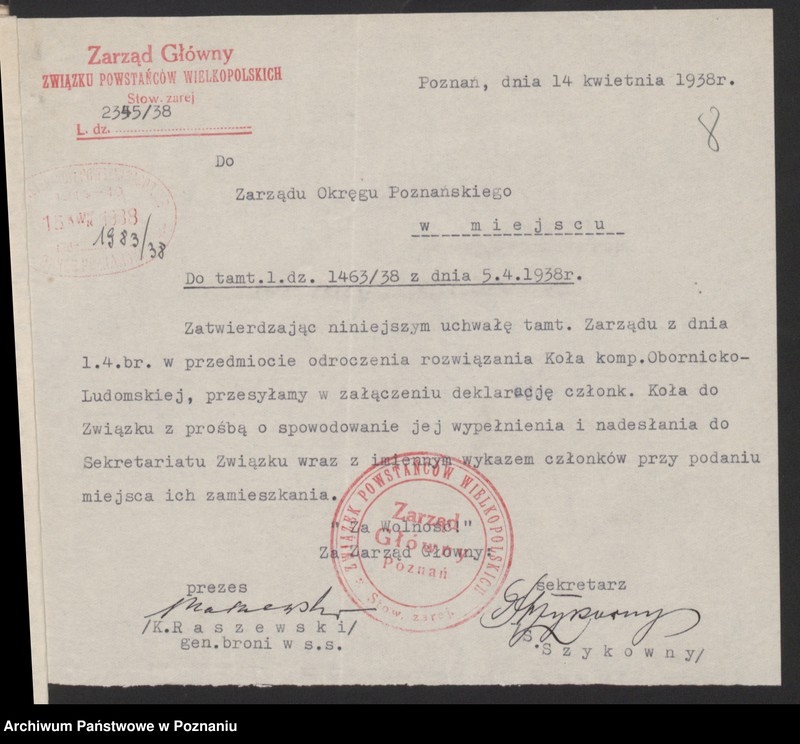 Zarząd Główny
ZWIĄZKU POWSTAŃCÓW WIELKOPOLSKICH
Stow. zarej
2345/38
L. dz.
Poznań, dnia 14 kwietnia 1938r.
8
Do
Zarządu Okręgu Poznańskiego
w miejscu
1983/38
Do tamt.l.dz. 1463/38 z dnia 5.4.1938r.
Zatwierdzając niniejszym uchwałę tamt. Zarządu z dnia
1.4.br. w przedmiocie odroczenia rozwiązania Koła komp.Obornicko-
Ludomskiej, przesyłamy w załączeniu deklarację członk. Koła do
Związku z prośbą o spowodowanie jej wypełnienia i nadesłania do
Sekretariatu Związku wraz z imiennym wykazem członków przy podaniu
miejsca ich zamieszkania.
"Za Wolność!"
Za Zarząd Główny:
ZWIĄZEK POWSTAŃCÓW WIELKOPOLSKICH
Zarząd
Główny
Poznań
Stow. zarej.
prezes
sekretarz
/K.Raszewski/
gen.broni w s.s.
S.Szykowny/
Archiwum Państwowe w Poznaniu